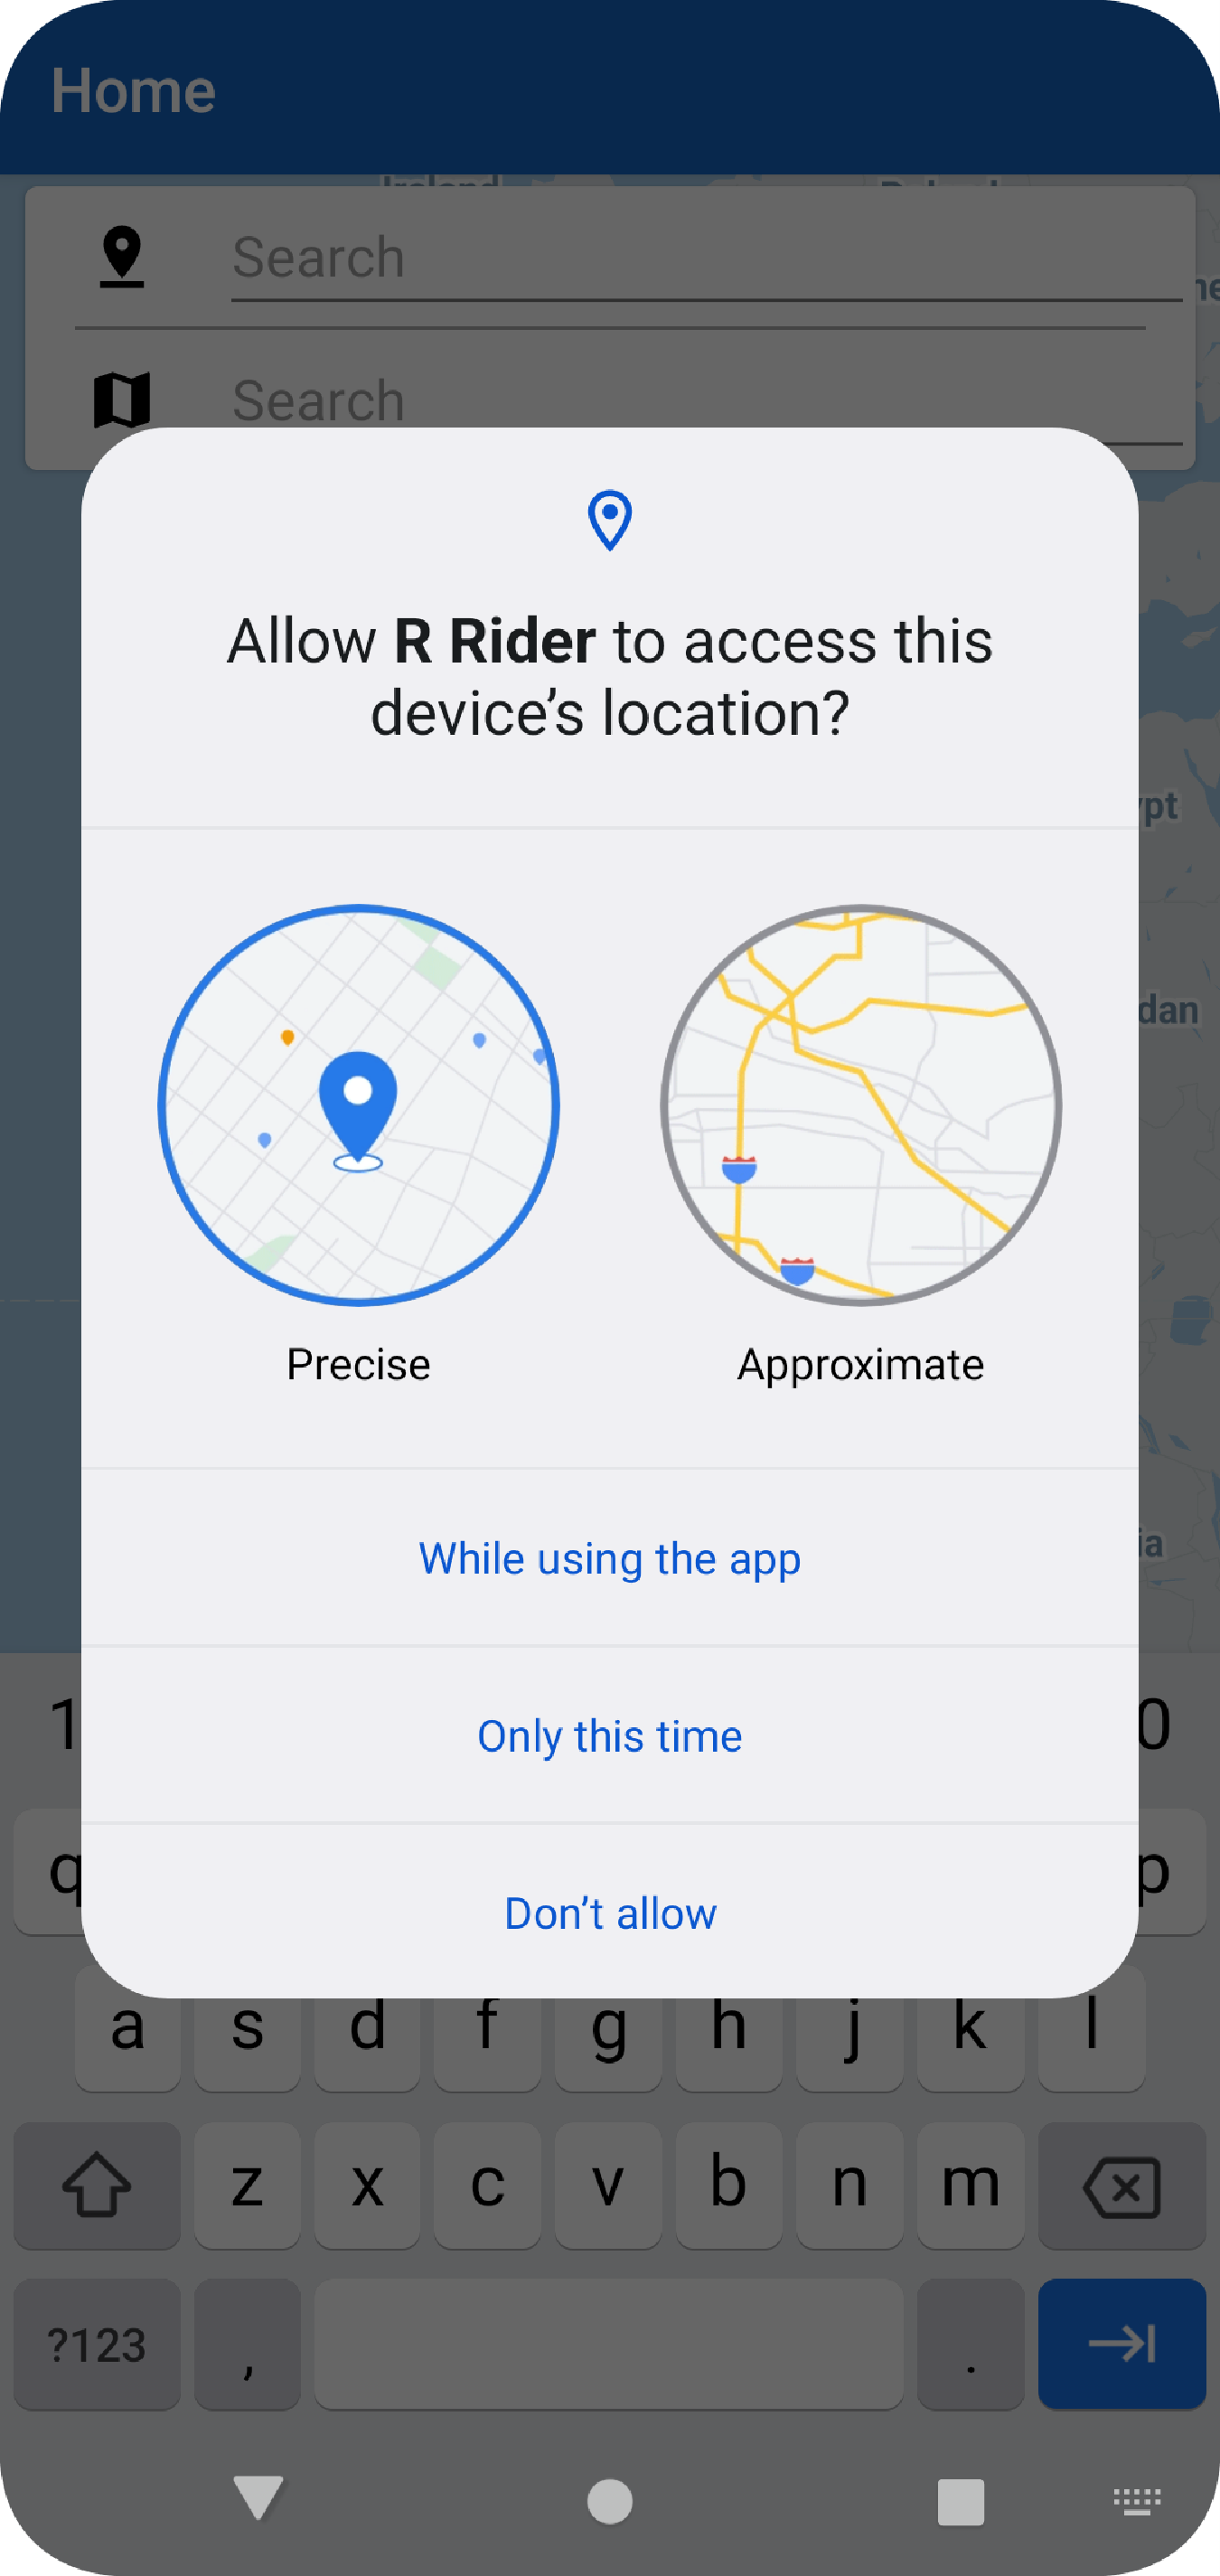 Home
Search
Search
Allow R Rider to access this
device’s location?
Precise
Approximate
While using the app
Only this time
Don’t allow
1
0
q
p
a s d f g h j k l
z x c v b n m
?123 , .